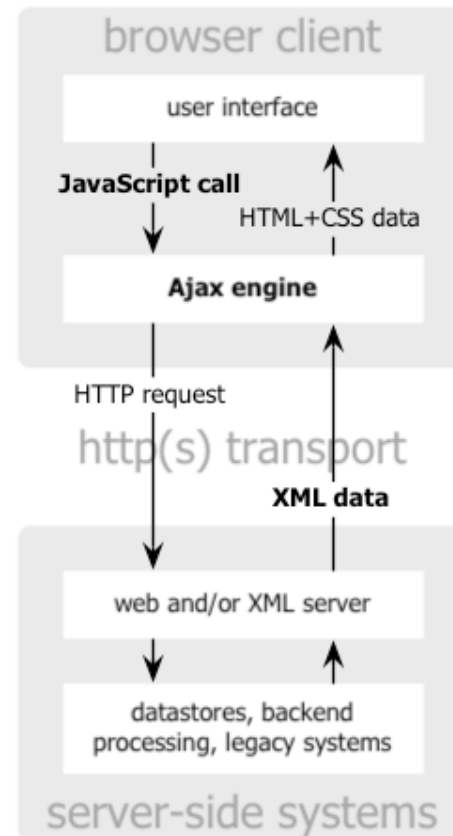 browser client
user interface
JavaScript call
HTML+CSS data
Ajax engine
HTTP request
http(s) transport
XML data
web and/or XML server
datastores, backend
processing, legacy systems
server-side systems